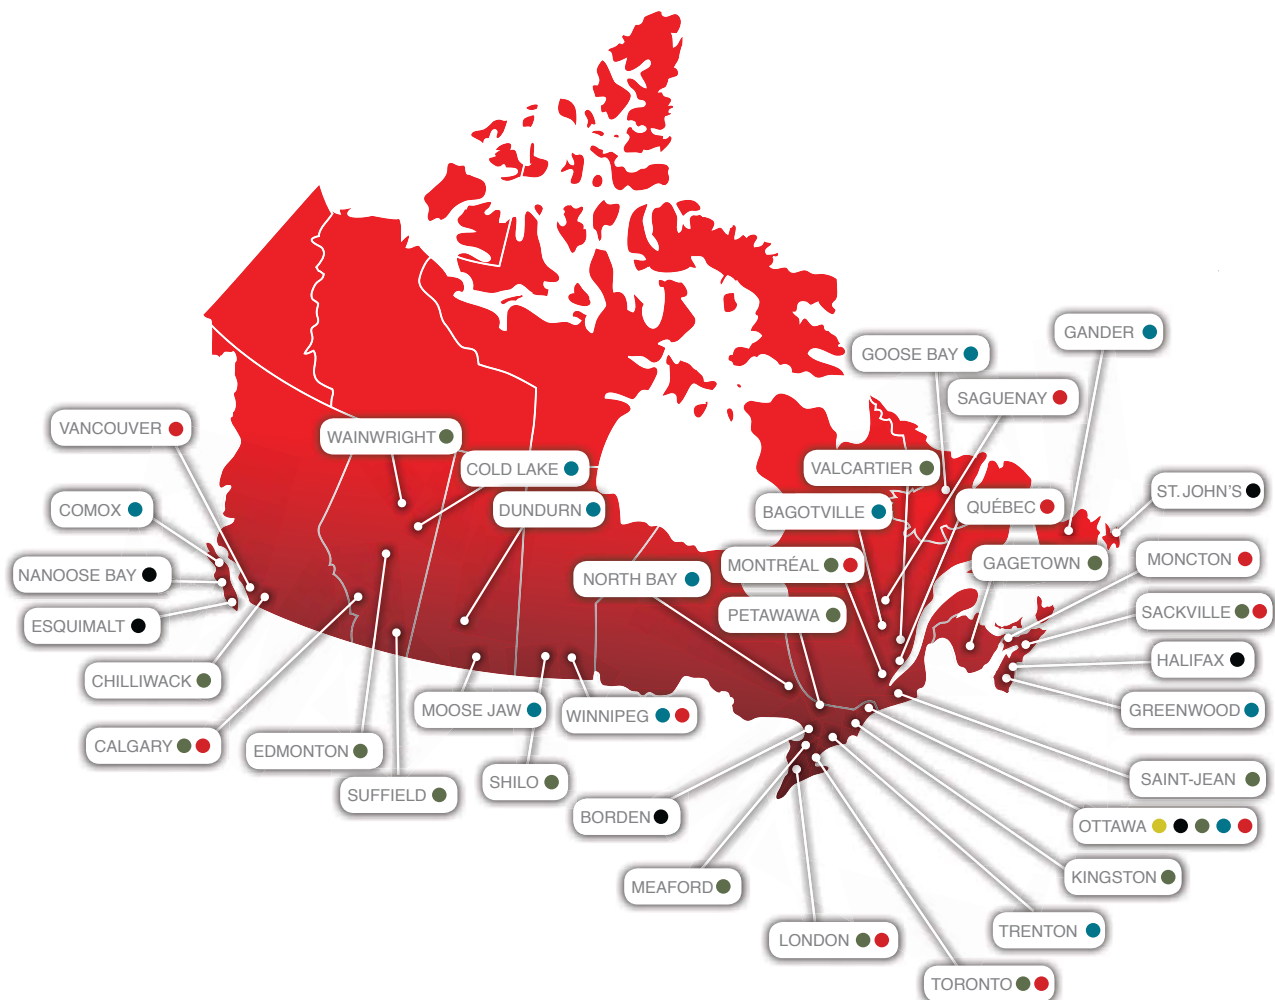 GANDER
GOOSE BAY
SAGUENAY
VANCOUVER
WAINWRIGHT
COLD LAKE
VALCARTIER
ST. JOHN'S
COMOX
DUNDURN
BAGOTVILLE
QUÉBEC
NANOOSE BAY
NORTH BAY
MONTRÉAL
GAGETOWN
MONCTON
ESQUIMALT
PETAWAWA
SACKVILLE
HALIFAX
CHILLIWACK
MOOSE JAW
WINNIPEG
GREENWOOD
CALGARY
EDMONTON
SUFFIELD
SHILO
SAINT-JEAN
BORDEN
OTTAWA
MEAFORD
KINGSTON
LONDON
TRENTON
TORONTO